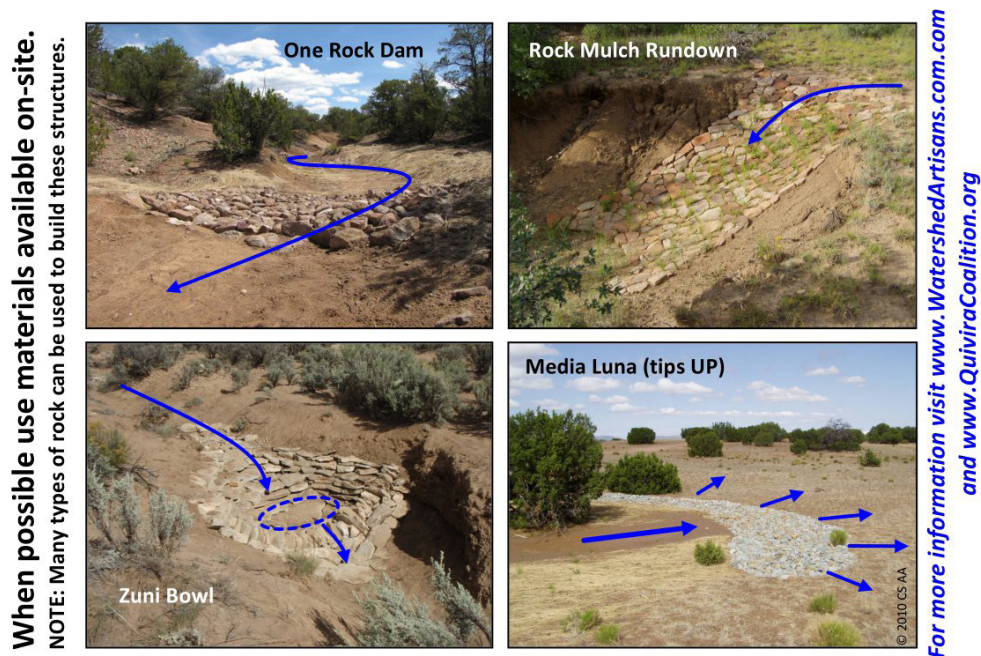 When possible use materials available on-site.
NOTE: Many types of rock can be used to build these structures.
One Rock Dam
Rock Mulch Rundown
Zuni Bowl
Media Luna (tips UP)
© 2010 CS AA
For more information visit www.WatershedArtisans.com.com
and www.QuiviraCoalition.org